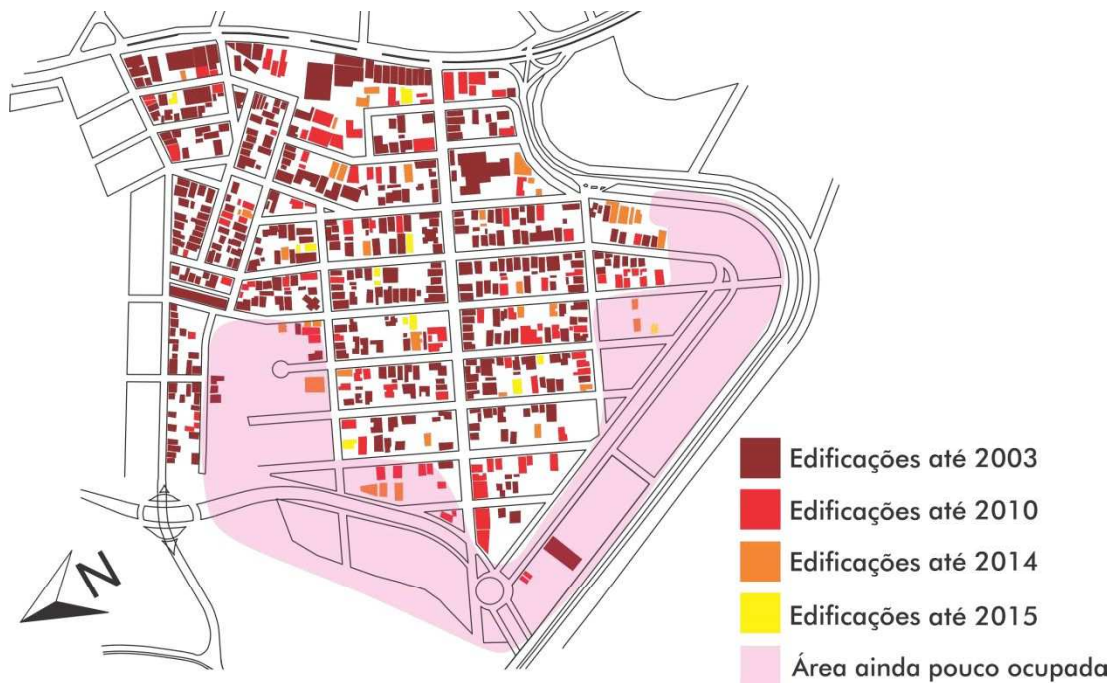 Edificações até 2003
Edificações até 2010
Edificações até 2014
Edificações até 2015
N
Área ainda pouco ocupada